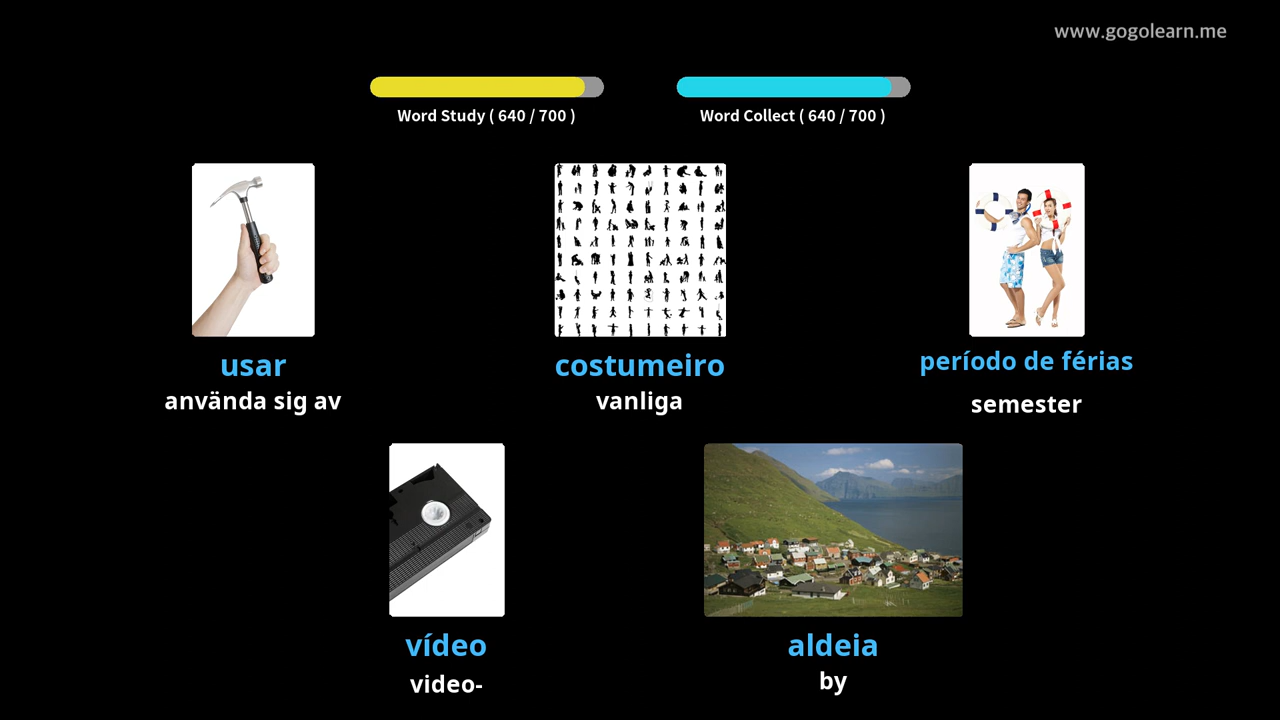 www.gogolearn.me
Word Study ( 640 / 700 )
Word Collect ( 640 / 700 )
usar
använda sig av
costumeiro
vanliga
período de férias
semester
vídeo
video-
aldeia
by